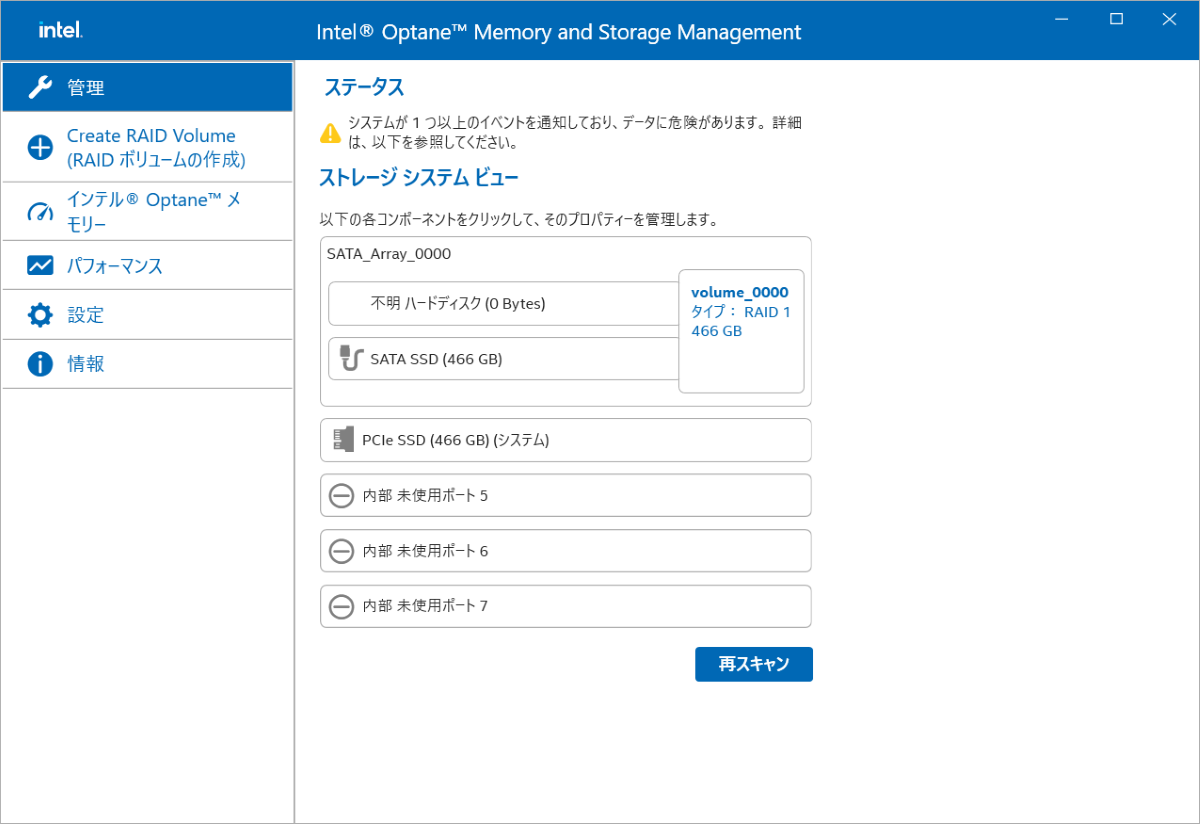 intel.
Intel® Optane™ Memory and Storage Management
管理
Create RAID Volume
(RAID ボリュームの作成)
インテル® Optane™ メ
モリー
パフォーマンス
設定
情報
ステータス
システムが 1 つ以上のイベントを通知しており、データに危険があります。 詳細
は、以下を参照してください。
ストレージ システム ビュー
以下の各コンポーネントをクリックして、そのプロパティーを管理します。
SATA_Array_0000
不明 ハードディスク (0 Bytes)
SATA SSD (466 GB)
volume_0000
タイプ： RAID 1
466 GB
PCIe SSD (466 GB) (システム)
内部 未使用ポート 5
内部 未使用ポート 6
内部 未使用ポート 7
再スキャン